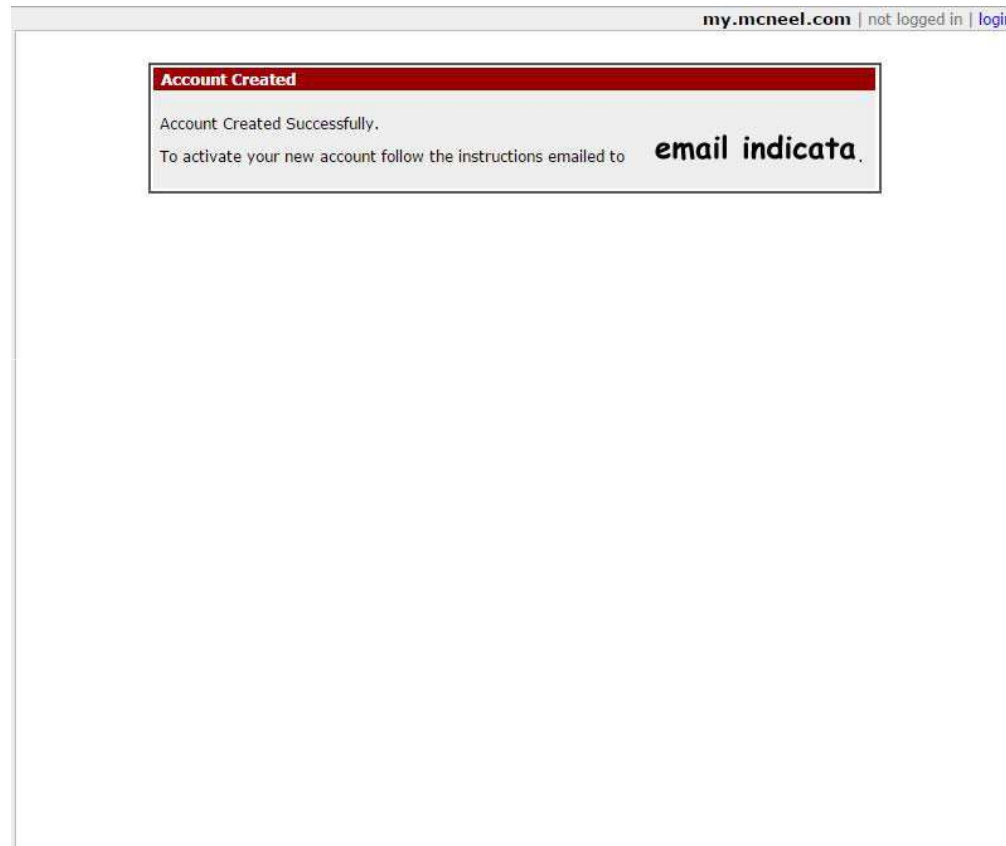 my.mcneel.com | not logged in | login
Account Created
Account Created Successfully.
To activate your new account follow the instructions emailed to email indicata.